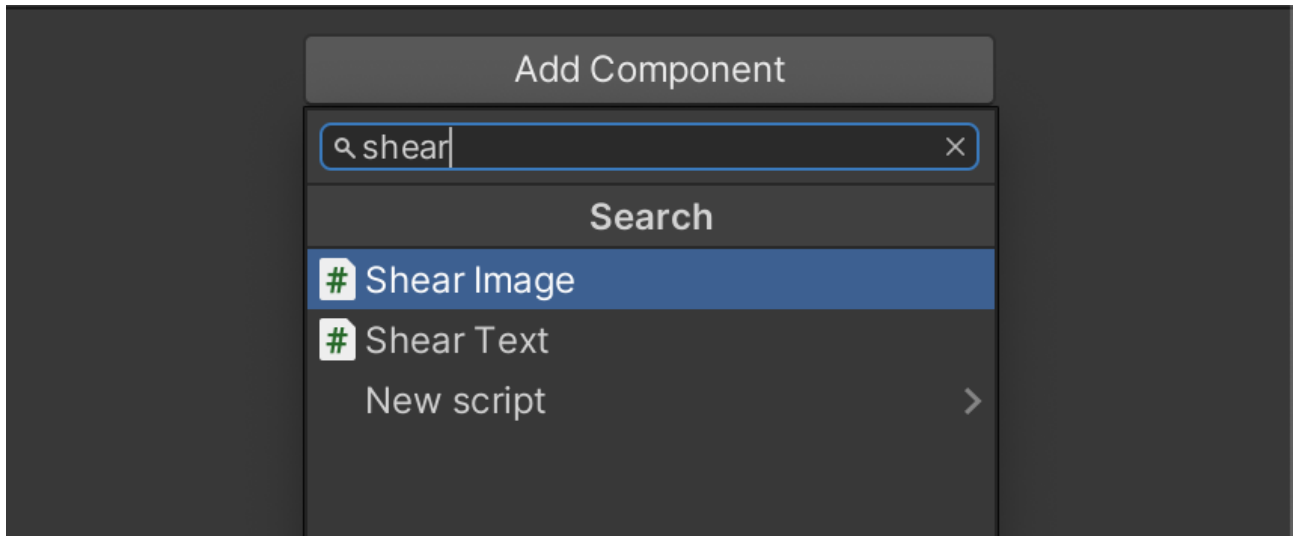 Add Component
shear
Search
# Shear Image
# Shear Text
New script